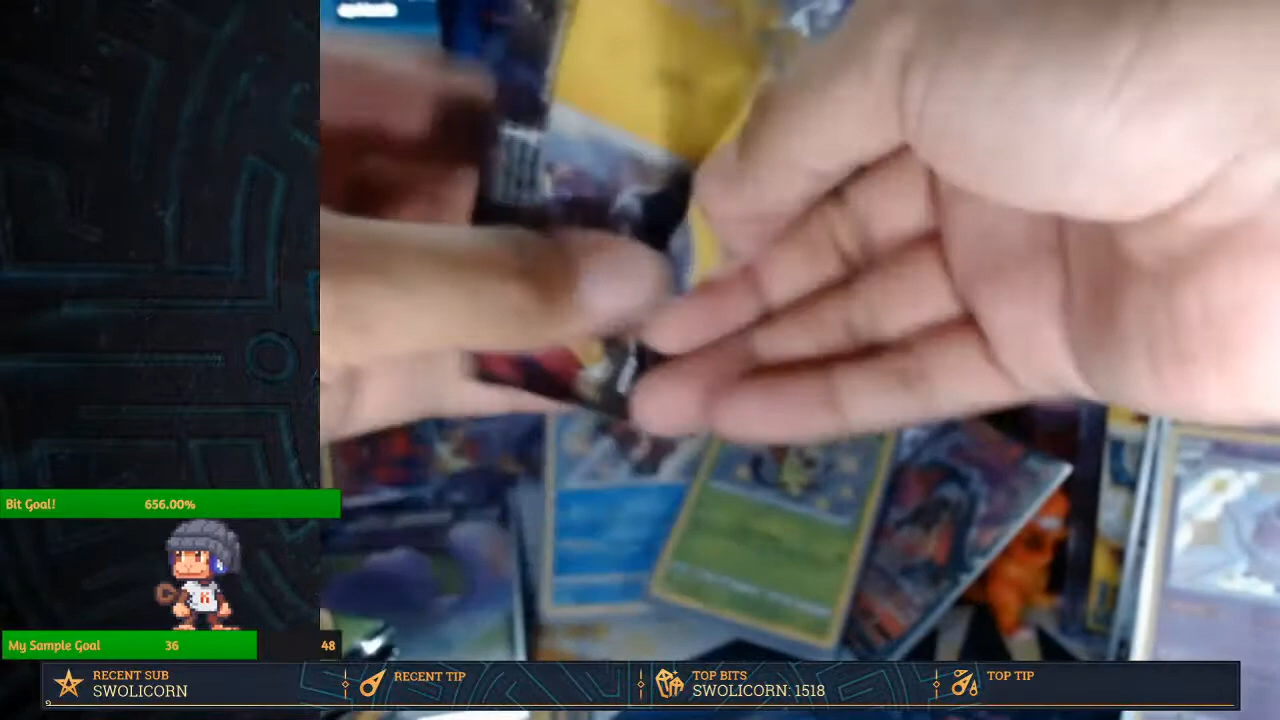 Bit Goal! 656.00%
My Sample Goal 36 48
RECENT SUB
SWOLICORN
RECENT TIP
TOP BITS
SWOLICORN: 1518
TOP TIP